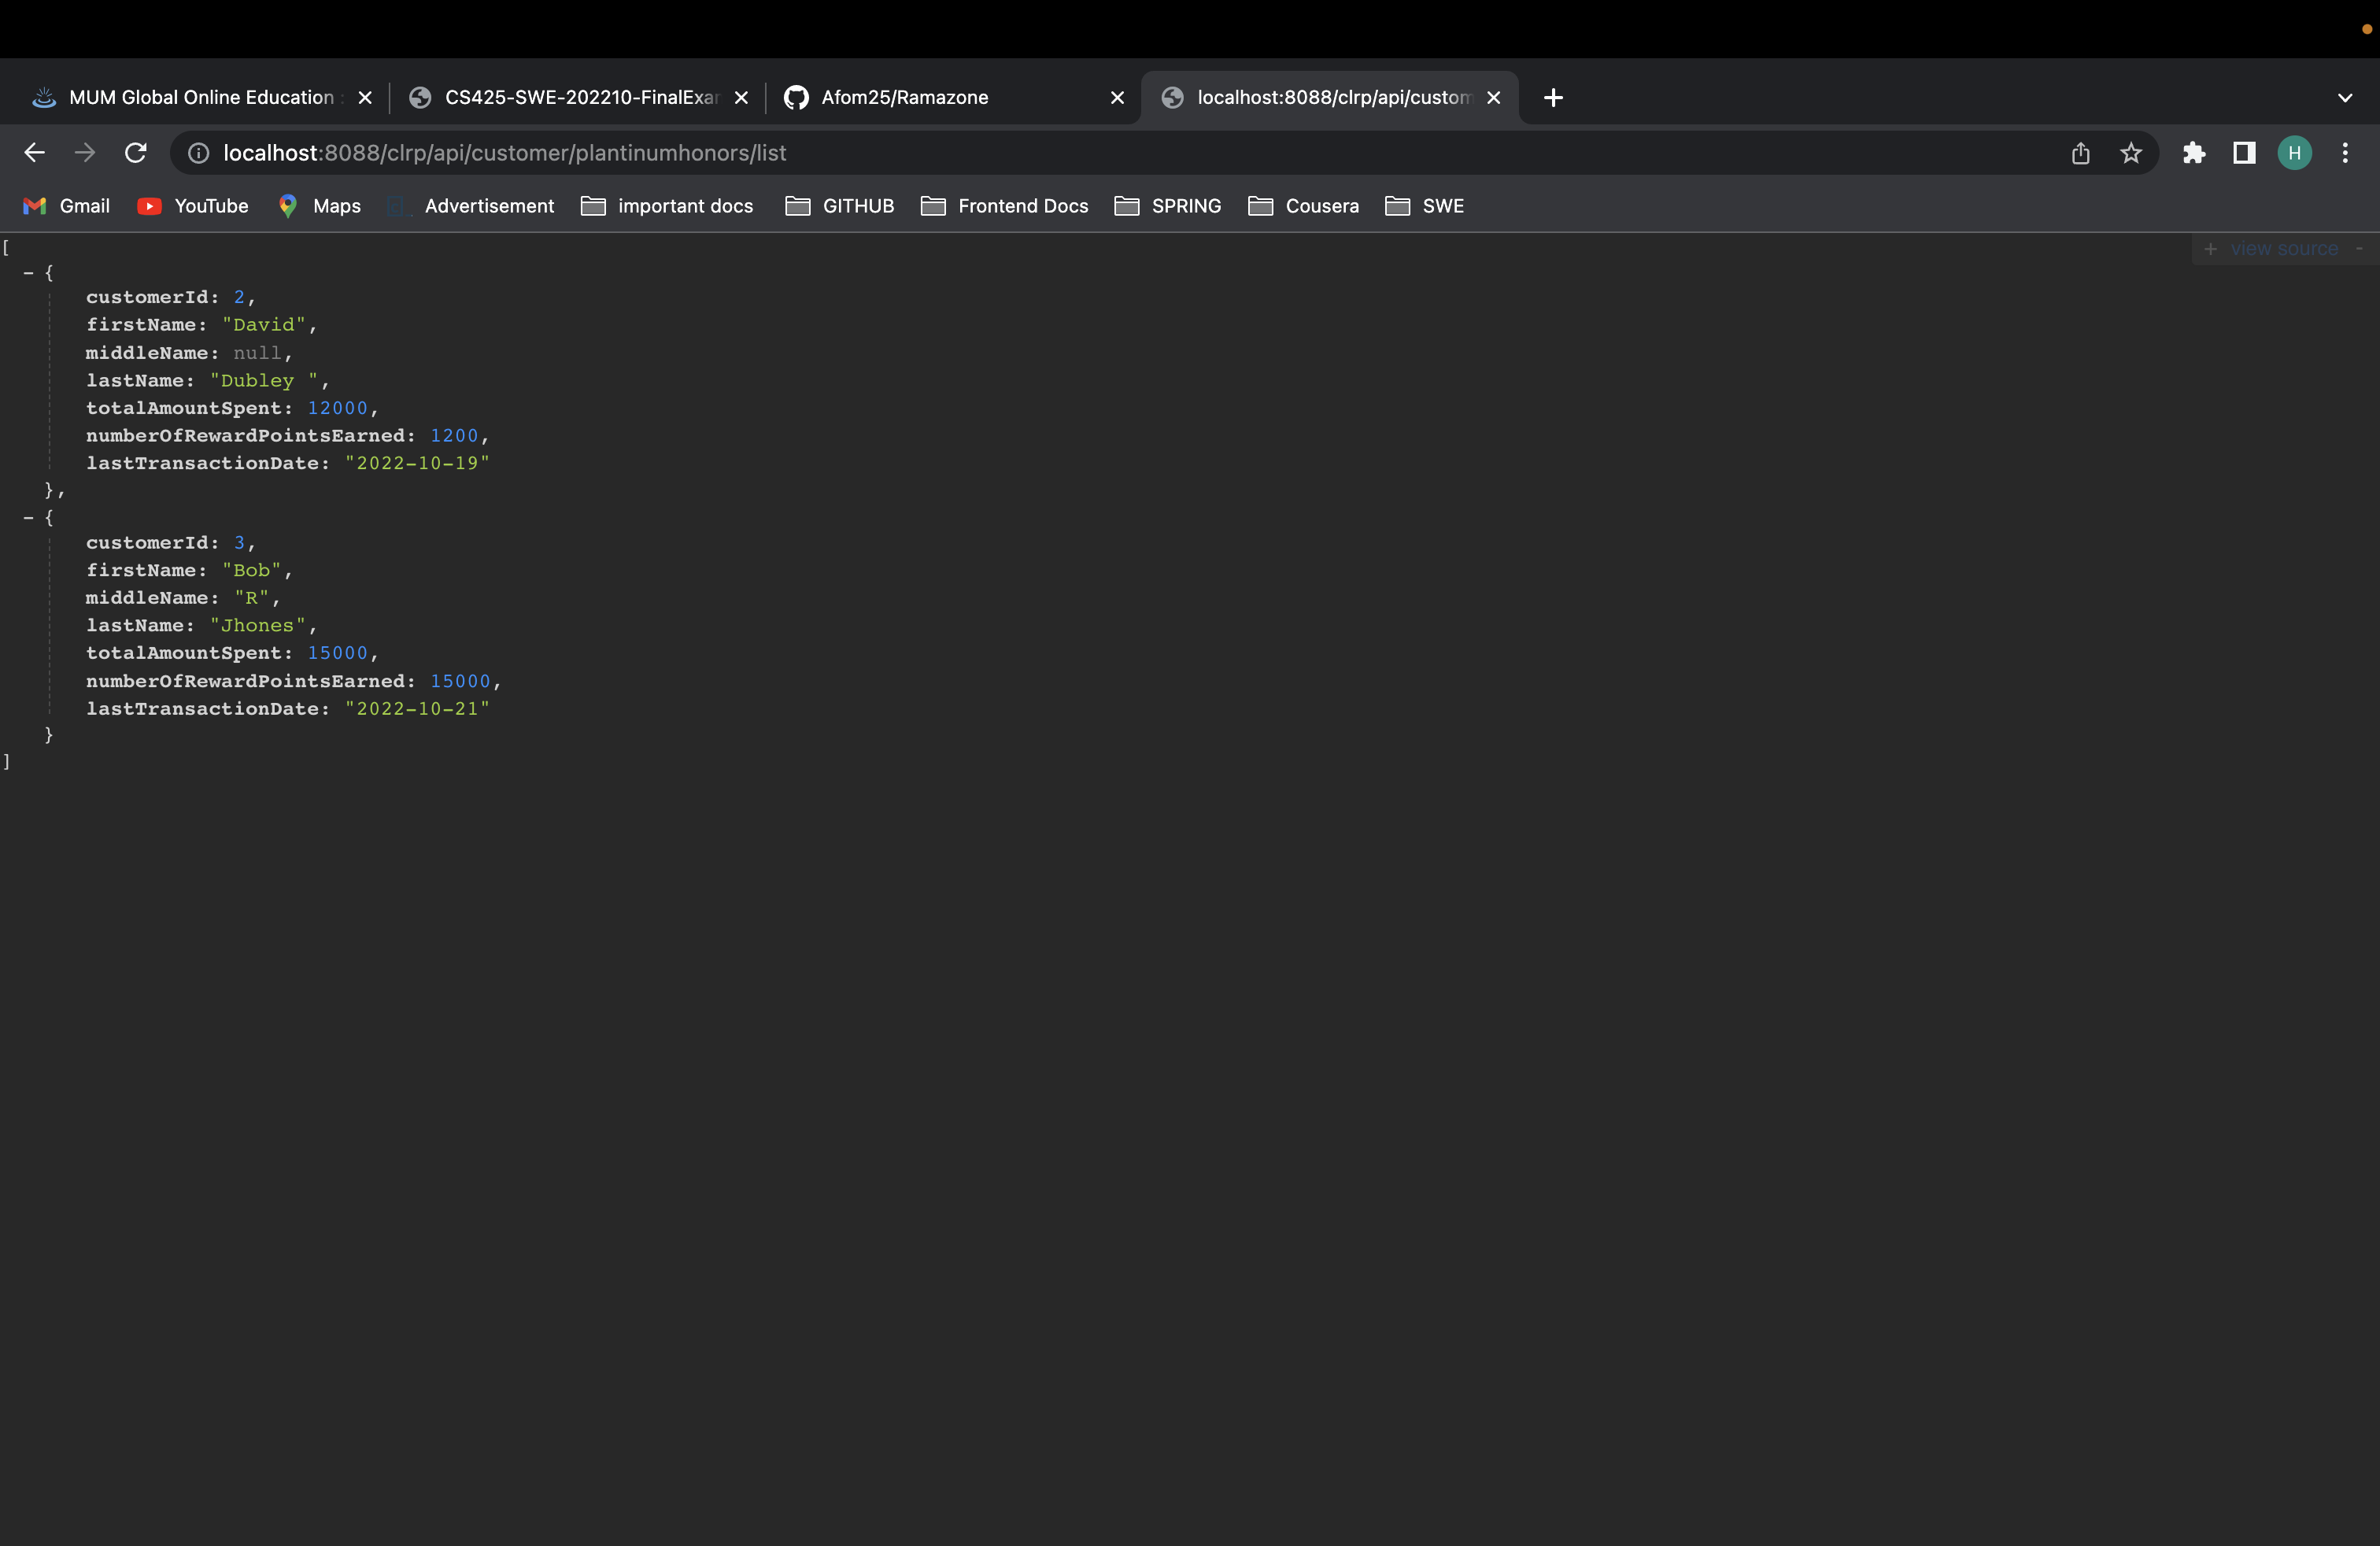 MUM Global Online Education :
CS425-SWE-202210-FinalExar
Afom25/Ramazone
localhost:8088/clrp/api/custom
localhost:8088/clrp/api/customer/plantinumhonors/list
H
Gmail
YouTube
Maps
Advertisement
important docs
GITHUB
Frontend Docs
SPRING
Cousera
SWE
+ view source -
[
- {
customerId: 2,
firstName: "David",
middleName: null,
lastName: "Dubley ",
totalAmountSpent: 12000,
numberOfRewardPointsEarned: 1200,
lastTransactionDate: "2022-10-19"
},
- {
customerId: 3,
firstName: "Bob",
middleName: "R",
lastName: "Jhones",
totalAmountSpent: 15000,
numberOfRewardPointsEarned: 15000,
lastTransactionDate: "2022-10-21"
}
]